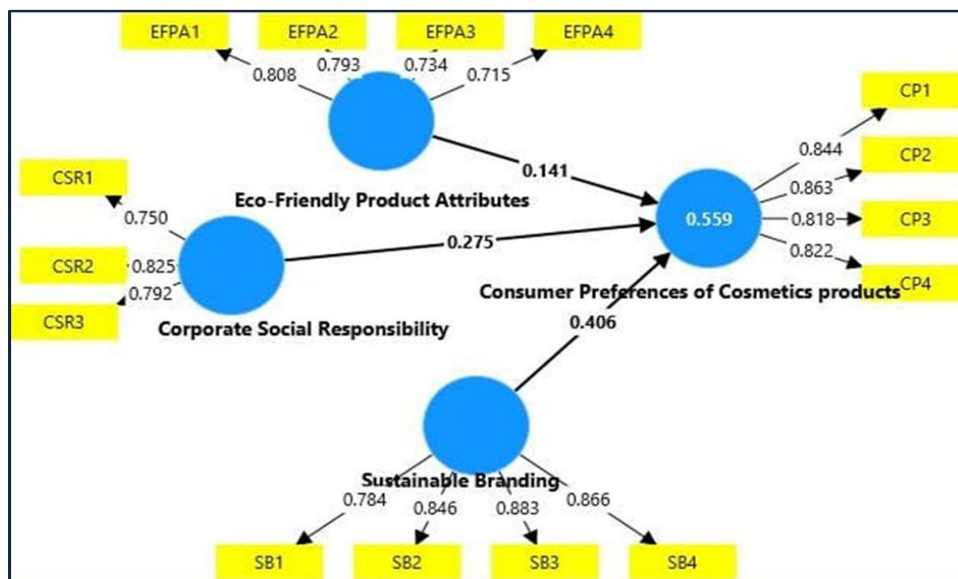 EFPA1 EFPA2 EFPA3 EFPA4
0.808 0.793 0.734 0.715
CP1
0.844
CP2
0.863
CSR1
0.141
0.750
Eco-Friendly Product Attributes
0.559
0.818
CP3
0.275
0.822
CSR2
0.825
CP4
0.792
Consumer Preferences of Cosmetics products
CSR3
Corporate Social Responsibility
0.406
Sustainable Branding
0.784 0.846 0.883 0.866
SB1 SB2 SB3 SB4